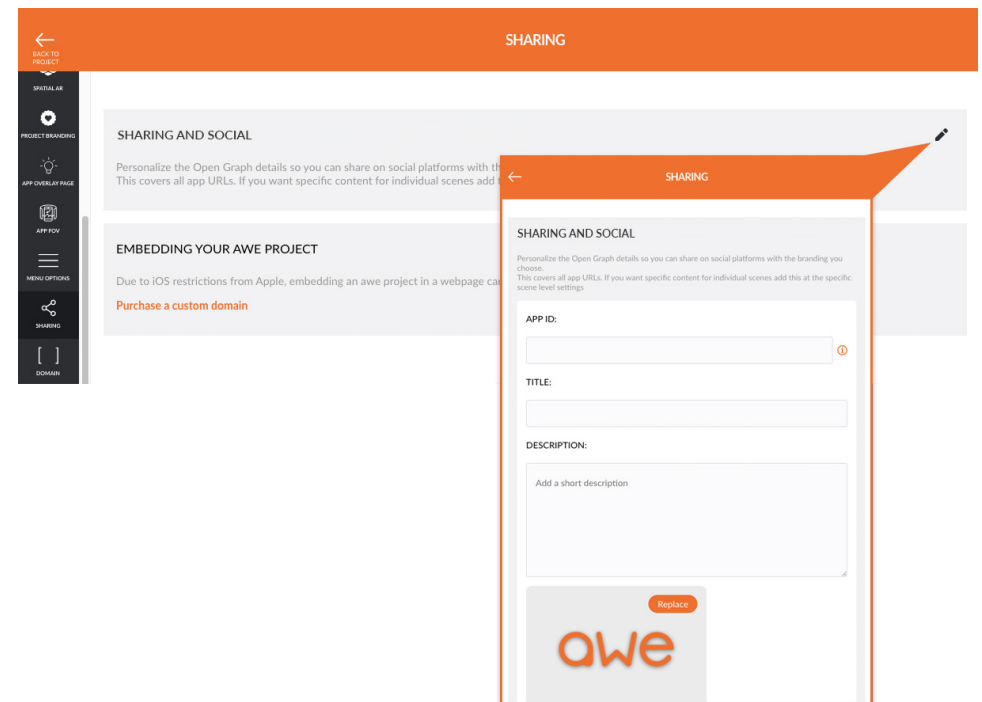 SHARING
BACK TO
PROJECT
SPATIAL AR
PROJECT BRANDING
APP OVERLAY PAGE
APP FOV
MENU OPTIONS
SHARING
[ ]
DOMAIN
SHARING AND SOCIAL
Personalize the Open Graph details so you can share on social platforms with
This covers all app URLs. If you want specific content for individual scenes add
EMBEDDING YOUR AWE PROJECT
Due to iOS restrictions from Apple, embedding an awe project in a webpage
Purchase a custom domain
SHARING
SHARING AND SOCIAL
Personalize the Open Graph details so you can share on social platforms with the branding you
choose.
This covers all app URLs. If you want specific content for individual scenes add this at the specific
scene level settings
APP ID:
TITLE:
DESCRIPTION:
Add a short description
Replace
awe